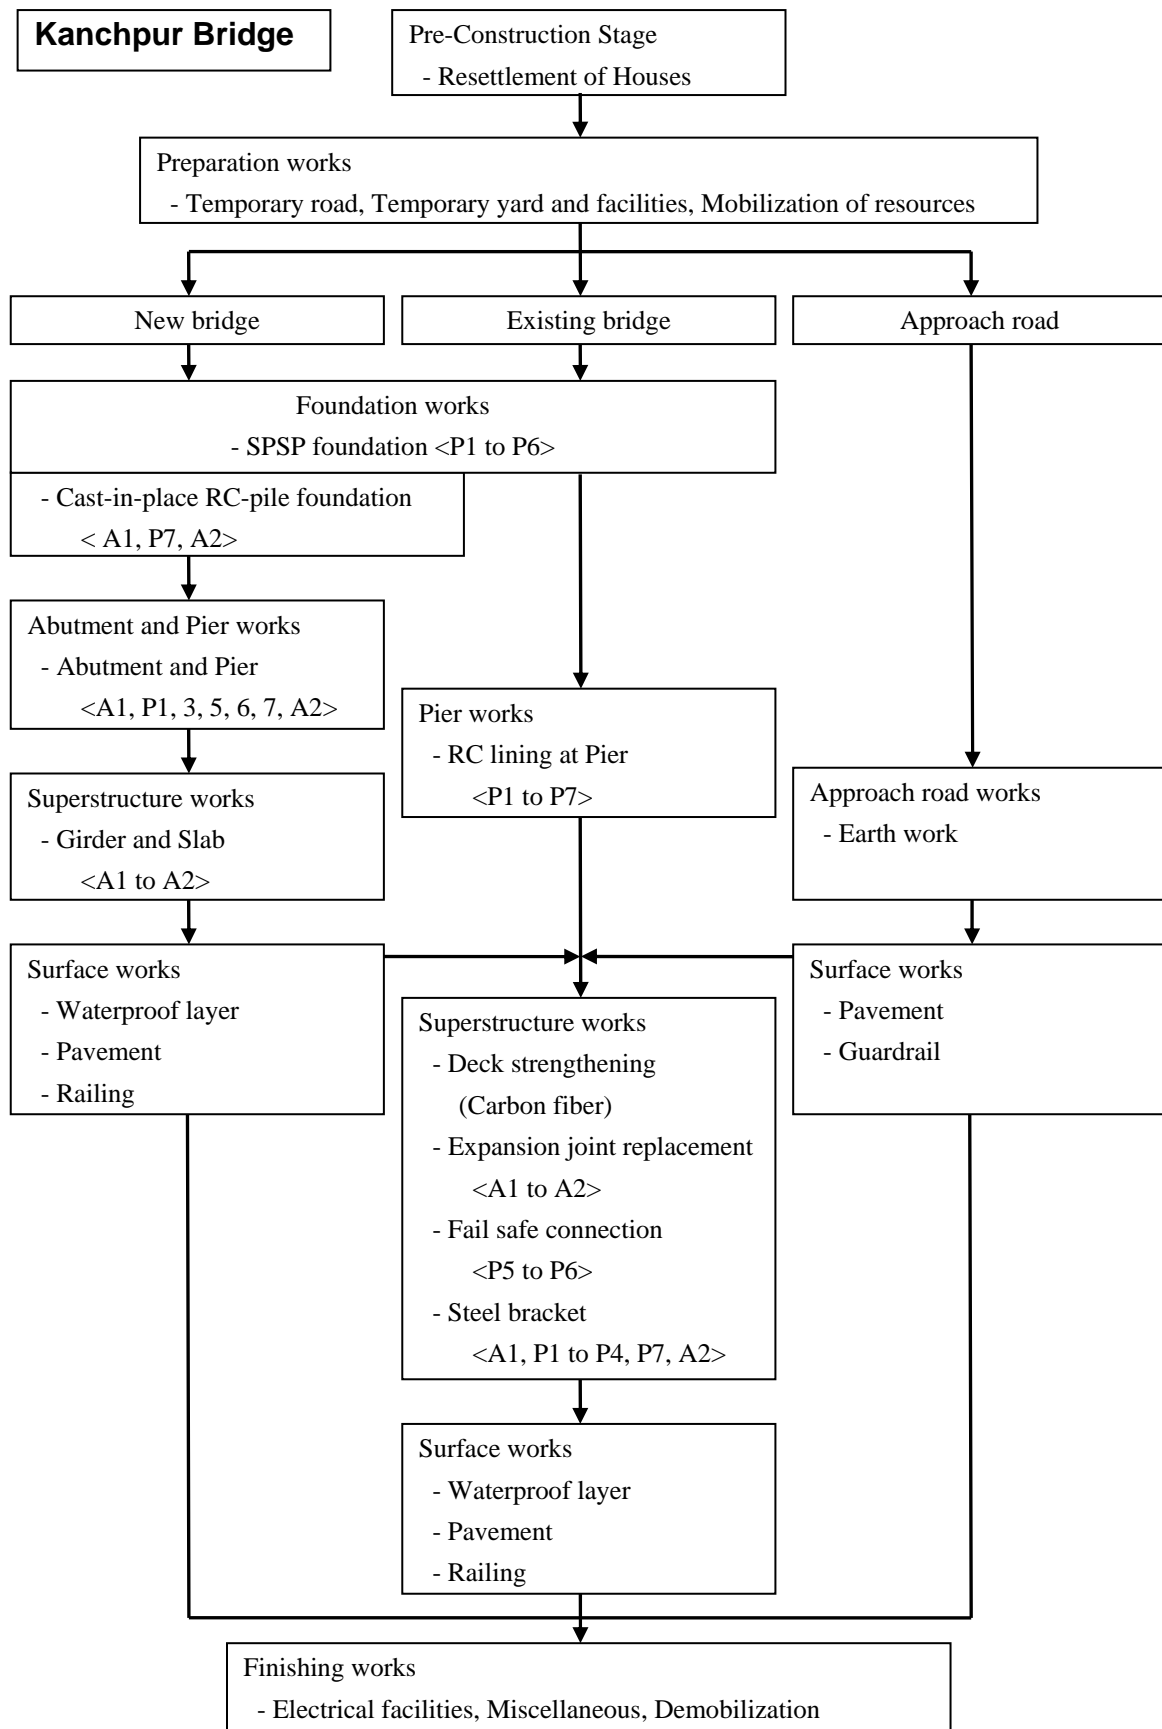 Kanchpur Bridge
Pre-Construction Stage
- Resettlement of Houses
Preparation works
- Temporary road, Temporary yard and facilities, Mobilization of resources
New bridge
Existing bridge
Approach road
Foundation works
- SPSP foundation <P1 to P6>
- Cast-in-place RC-pile foundation
< A1, P7, A2>
Abutment and Pier works
- Abutment and Pier
<A1, P1, 3, 5, 6, 7, A2>
Pier works
- RC lining at Pier
<P1 to P7>
Superstructure works
- Girder and Slab
<A1 to A2>
Approach road works
- Earth work
Surface works
- Waterproof layer
- Pavement
- Railing
Superstructure works
- Deck strengthening
(Carbon fiber)
- Expansion joint replacement
<A1 to A2>
- Fail safe connection
<P5 to P6>
- Steel bracket
<A1, P1 to P4, P7, A2>
Surface works
- Pavement
- Guardrail
Surface works
- Waterproof layer
- Pavement
- Railing
Finishing works
- Electrical facilities, Miscellaneous, Demobilization